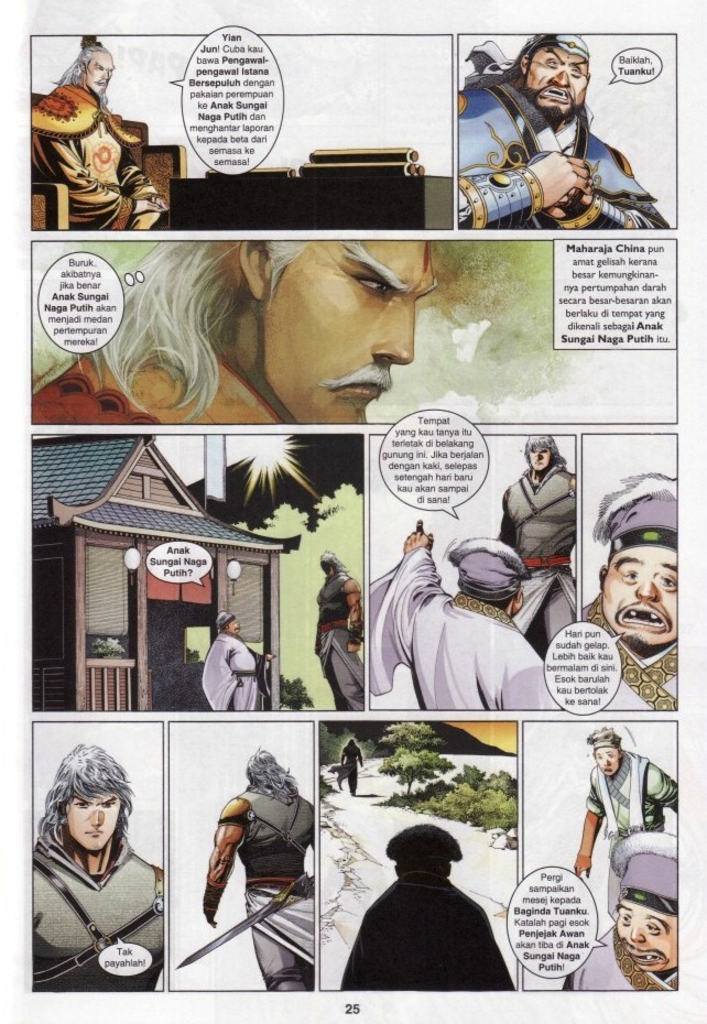 Yian
Jun! Cuba kau
bawa Pengawal-
pengawal Istana
Bersepuluh dengan
pakaian perempuan
ke Anak Sungai
Naga Putih dan
menghantar laporan
kepada beta dari
semasa ke
semasa!
Baiklah,
Tuanku!
Buruk
akibatnya
jika benar
Anak Sungai
Naga Putih akan
menjadi medan
pertempuran
mereka!
Maharaja China pun
amat gelisah kerana
besar kemungkinan-
nya pertumpahan darah
secara besar-besaran akan
berlaku di tempat yang
dikenali sebagai Anak
Sungai Naga Putih itu.
Anak
Sungai Naga
Putih?
Tempat
yang kau tanya itu
terletak di belakang
gunung ini. Jika berjalan
dengan kaki, selepas
setengah hari baru
kau akan sampai
di sana!
Hari pun
sudah gelap.
Lebih baik kau
bermalam di sini.
Esok barulah
kau bertolak
ke sana!
Tak
payahlah!
Pergi
sampaikan
mesej kepada
Baginda Tuanku.
Katalah pagi esok
Penjejak Awan
akan tiba di Anak
Sungai Naga
Putih!
25